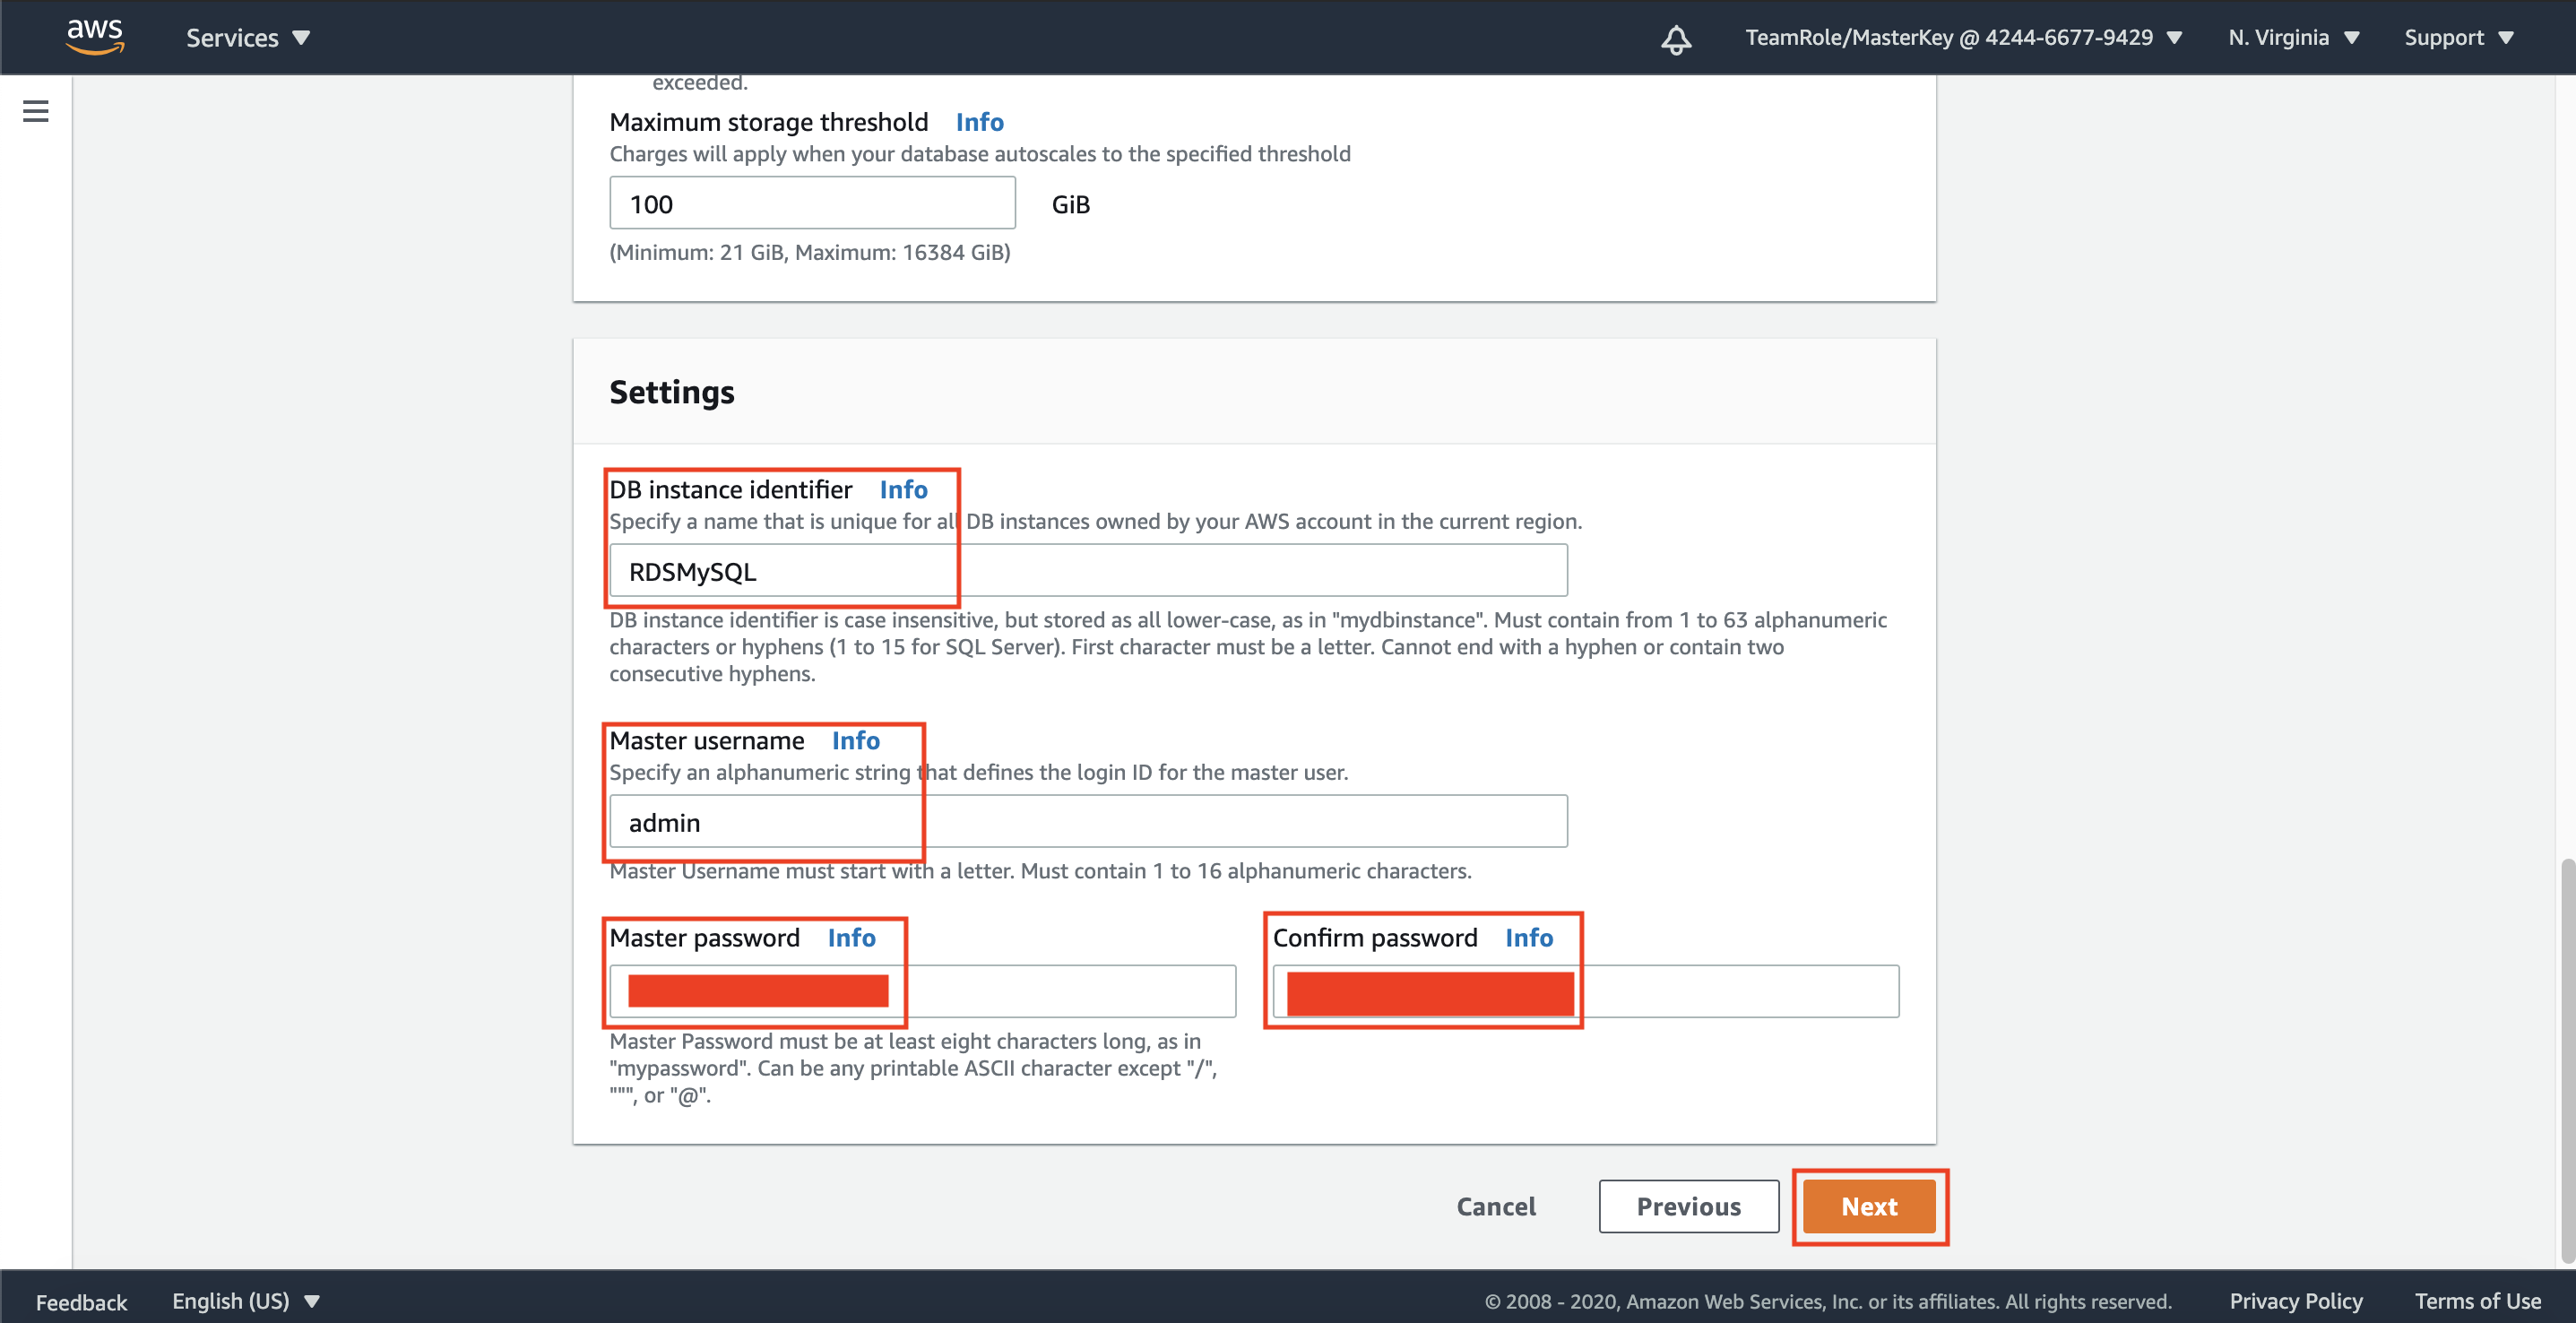 aws
Services
TeamRole/MasterKey @ 4244-6677-9429
N. Virginia
Support
exceeded.
Maximum storage threshold Info
Charges will apply when your database autoscales to the specified threshold
100 GiB
(Minimum: 21 GiB, Maximum: 16384 GiB)
Settings
DB instance identifier Info
Specify a name that is unique for all DB instances owned by your AWS account in the current region.
RDSMySQL
DB instance identifier is case insensitive, but stored as all lower-case, as in "mydbinstance". Must contain from 1 to 63 alphanumeric
characters or hyphens (1 to 15 for SQL Server). First character must be a letter. Cannot end with a hyphen or contain two
consecutive hyphens.
Master username Info
Specify an alphanumeric string that defines the login ID for the master user.
admin
Master Username must start with a letter. Must contain 1 to 16 alphanumeric characters.
Master password Info
Confirm password Info
Master Password must be at least eight characters long, as in
"mypassword". Can be any printable ASCII character except "/",
""", or "@".
Cancel
Previous
Next
Feedback
English (US)
© 2008 - 2020, Amazon Web Services, Inc. or its affiliates. All rights reserved.
Privacy Policy
Terms of Use